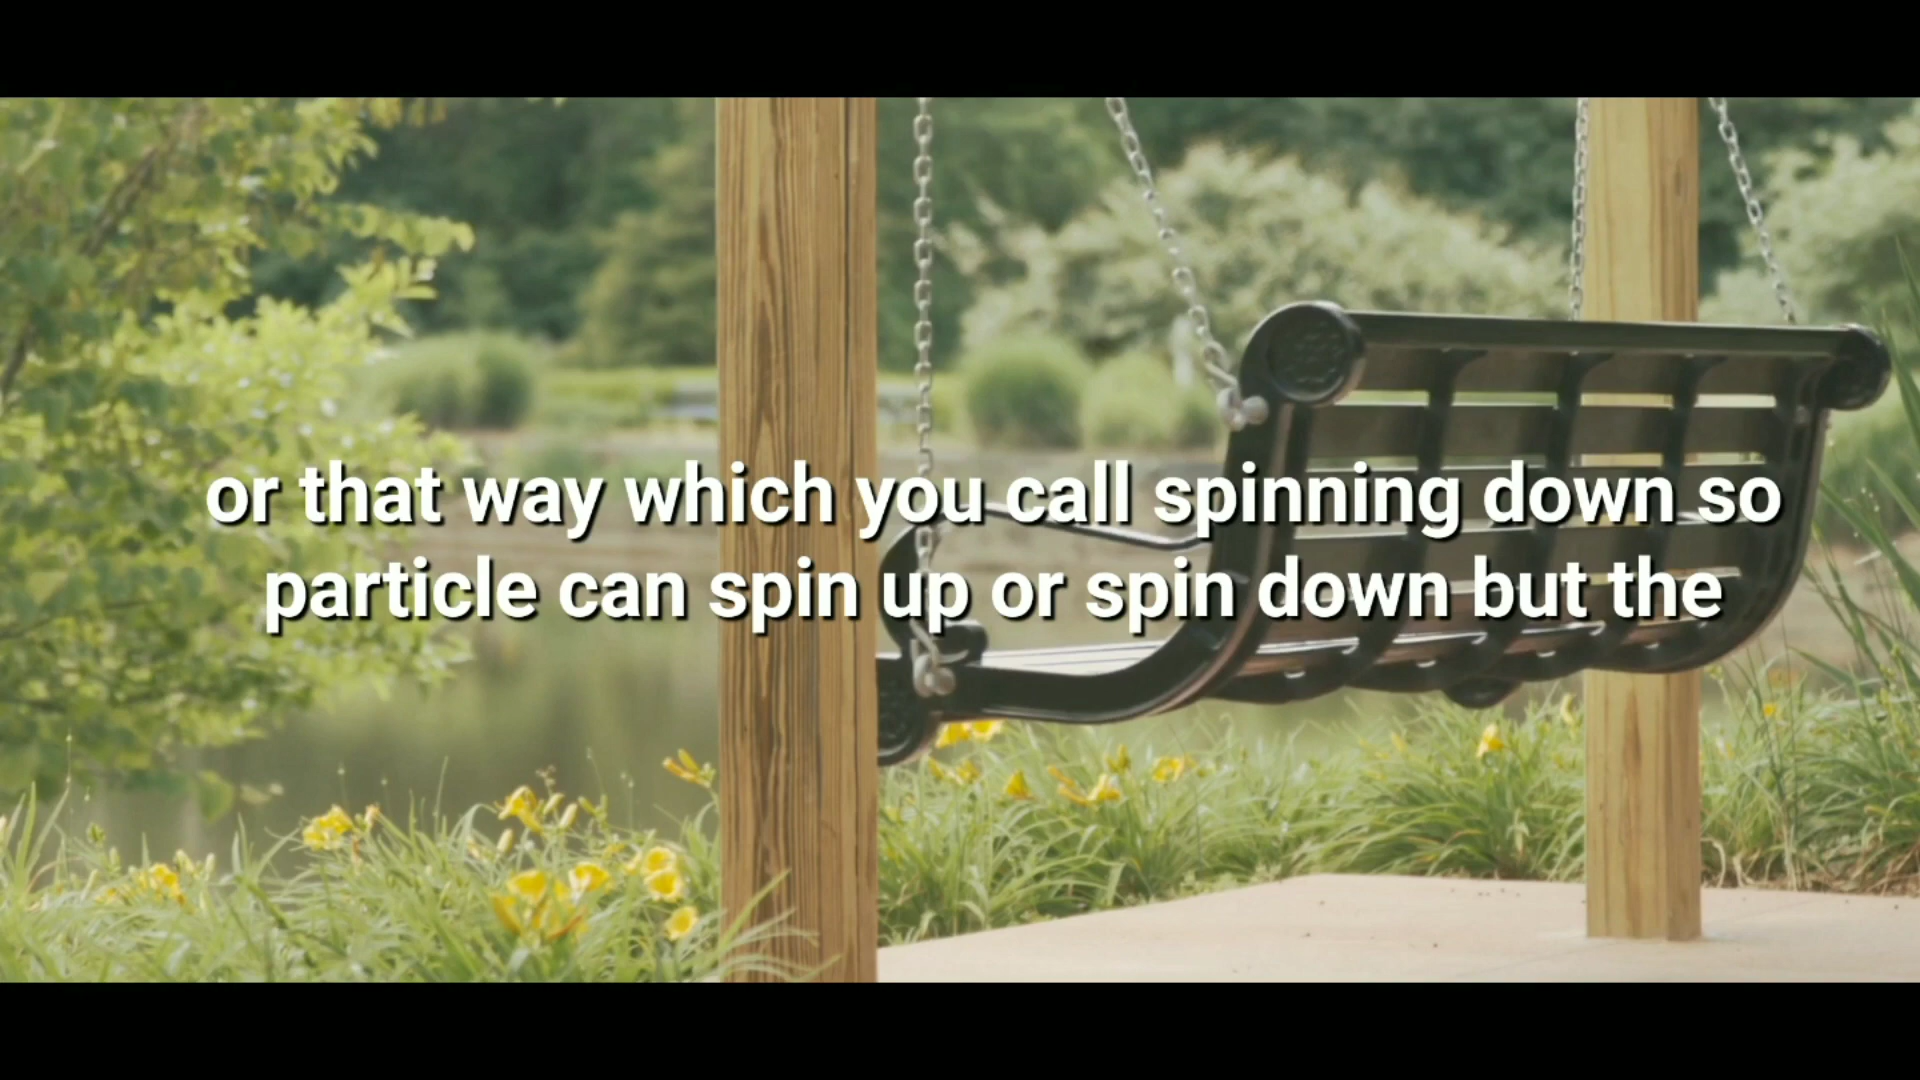 or that way which you call spinning down so
particle can spin up or spin down but the